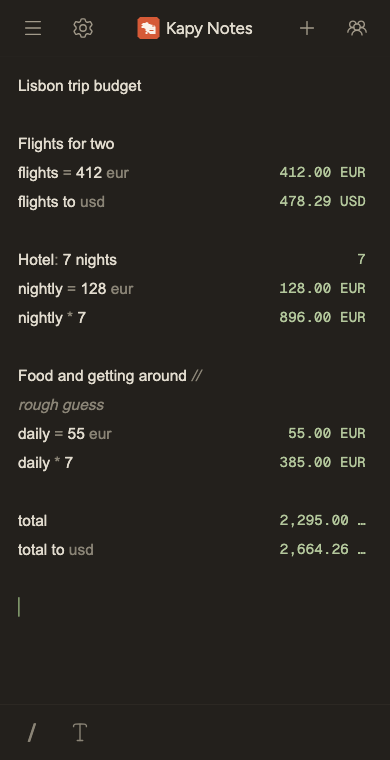 Kapy Notes
Lisbon trip budget
Flights for two
flights = 412 eur 412.00 EUR
flights to usd 478.29 USD
Hotel: 7 nights 7
nightly = 128 eur 128.00 EUR
nightly * 7 896.00 EUR
Food and getting around //
rough guess
daily = 55 eur 55.00 EUR
daily * 7 385.00 EUR
total 2,295.00 …
total to usd 2,664.26 …
/ T